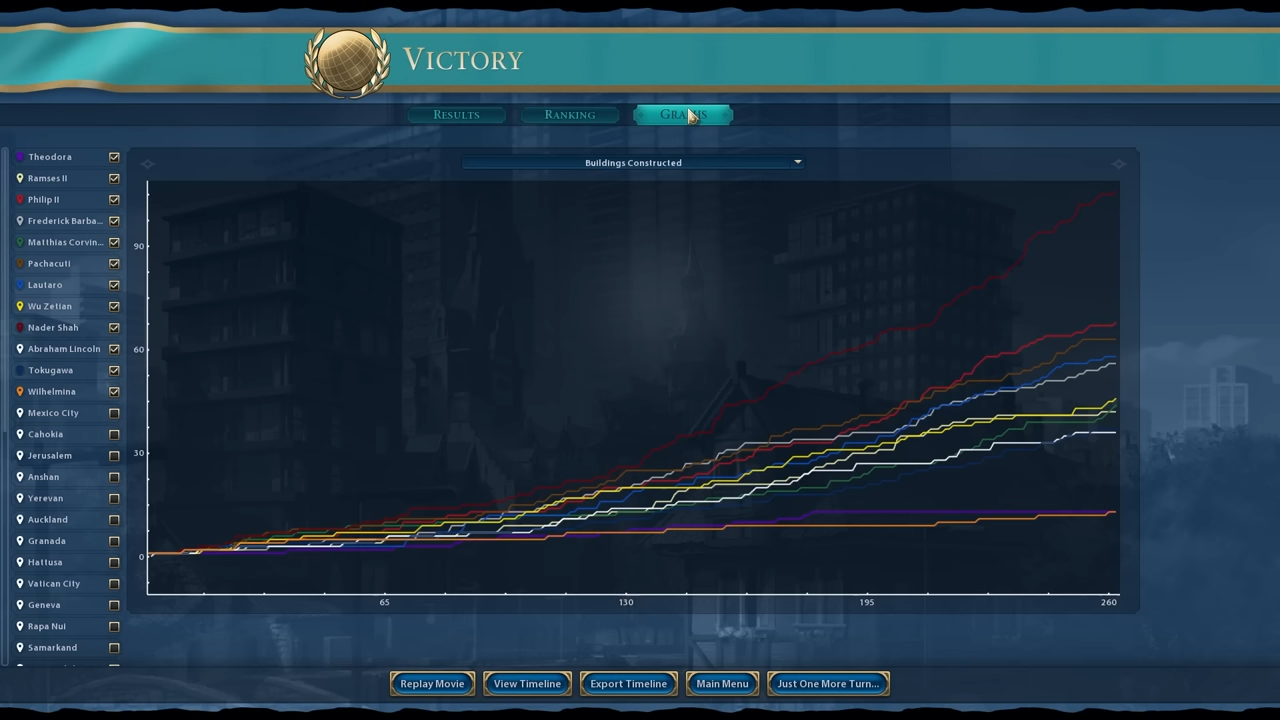 Victory
Results Ranking Graphs
Buildings Constructed
Theodora
Ramses II
Philip II
Frederick Barba...
Matthias Corvin...
Pachacuti
Lautaro
Wu Zetian
Nader Shah
Abraham Lincoln
Tokugawa
Wilhelmina
Mexico City
Cahokia
Jerusalem
Anshan
Yerevan
Auckland
Granada
Hattusa
Vatican City
Geneva
Rapa Nui
Samarkand
90
60
30
0
65 130 195 260
Replay Movie View Timeline Export Timeline Main Menu Just One More Turn...